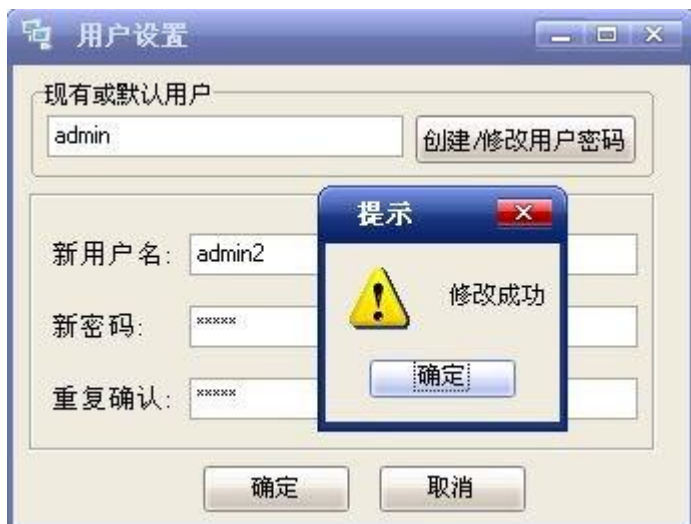 用户设置
现有或默认用户
admin
创建/修改用户密码
提示
修改成功
确定
新用户名: admin2
新密码: *****
重复确认: *****
确定 取消